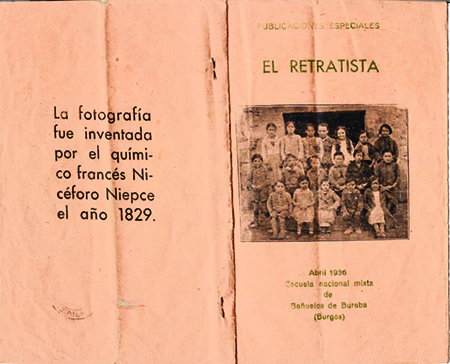 La fotografía
fue inventada
por el quími-
co francés Ni-
céforo Niepce
el año 1829.
PUBLICACIONES ESPECIALES
EL RETRATISTA
Abril 1936
Escuela nacional mixta
de
Bañuelos de Bureba
(Burgos)